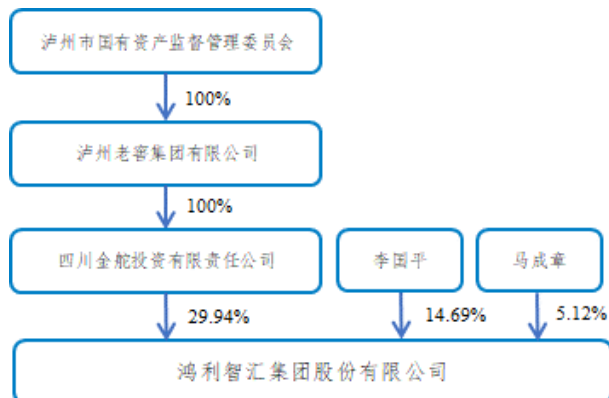 泸州市国有资产监督管理委员会
100%
泸州老窖集团有限公司
100%
四川金舵投资有限责任公司
李国平
马成章
29.94%
14.69%
5.12%
鸿利智汇集团股份有限公司